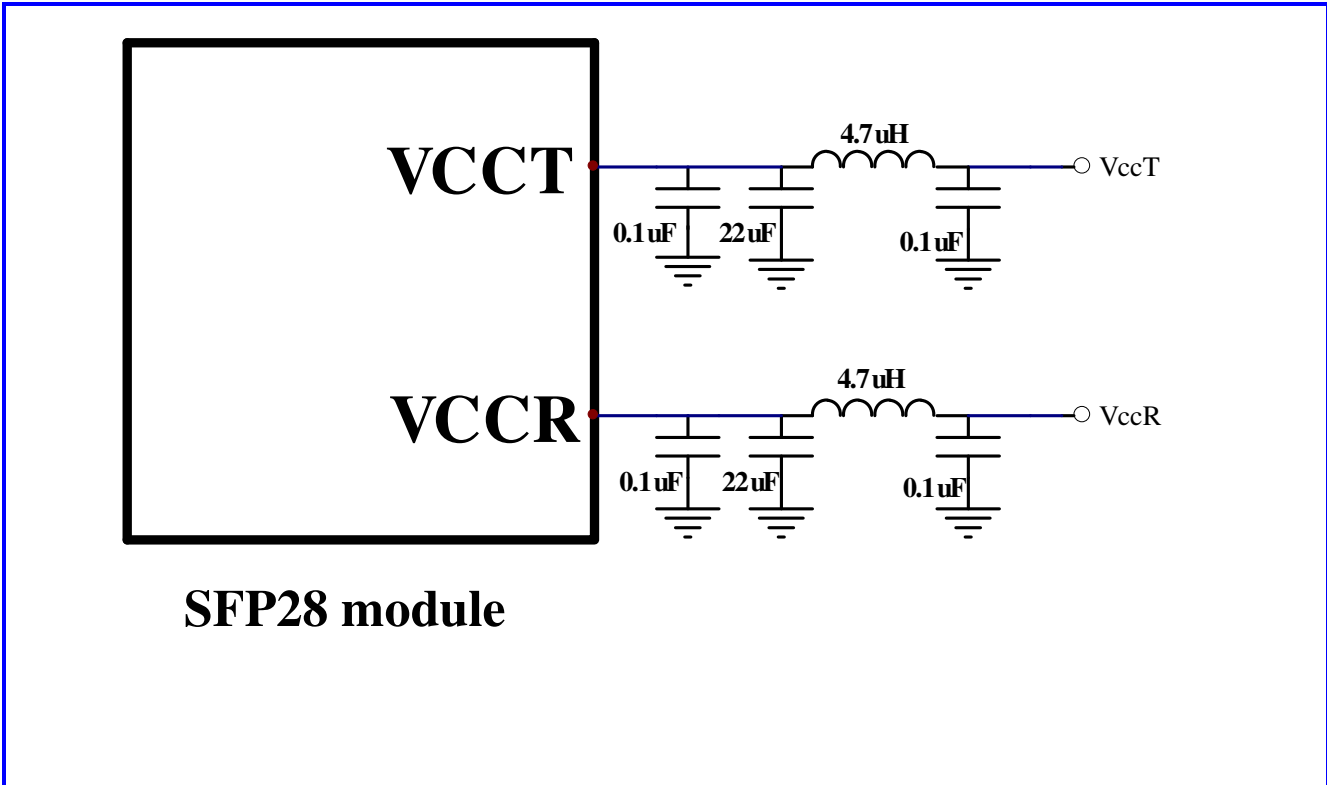 4.7uH
VCCT
VccT
0.1uF 22uF 0.1uF
4.7uH
VCCR
VccR
0.1uF 22uF 0.1uF
SFP28 module